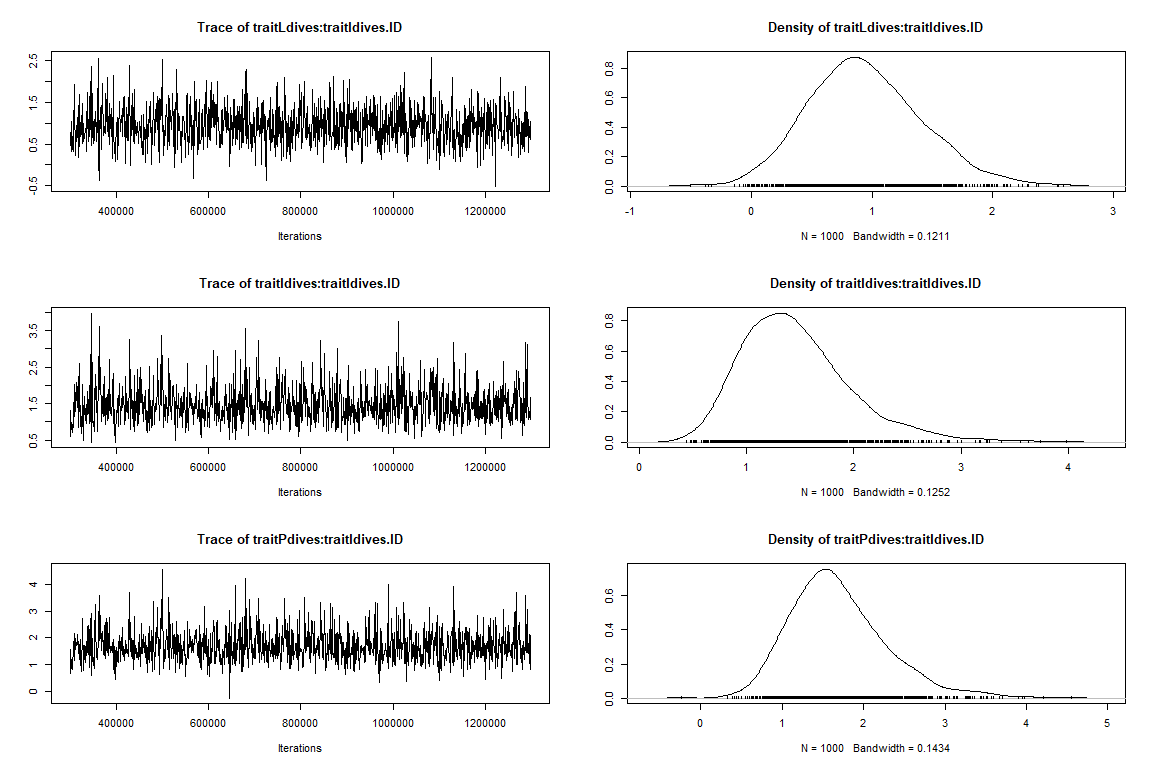 Trace of traitLdives:traitIdives.ID
Density of traitLdives:traitIdives.ID
2.5
1.5
0.5
-0.5
400000 600000 800000 1000000 1200000
Iterations
0.8
0.6
0.4
0.2
0.0
-1 0 1 2 3
N = 1000 Bandwidth = 0.1211
Trace of traitIdives:traitIdives.ID
Density of traitIdives:traitIdives.ID
3.5
2.5
1.5
0.5
400000 600000 800000 1000000 1200000
Iterations
0.8
0.6
0.4
0.2
0.0
0 1 2 3 4
N = 1000 Bandwidth = 0.1252
Trace of traitPdives:traitIdives.ID
Density of traitPdives:traitIdives.ID
4
3
2
1
0
400000 600000 800000 1000000 1200000
Iterations
0.6
0.4
0.2
0.0
0 1 2 3 4 5
N = 1000 Bandwidth = 0.1434